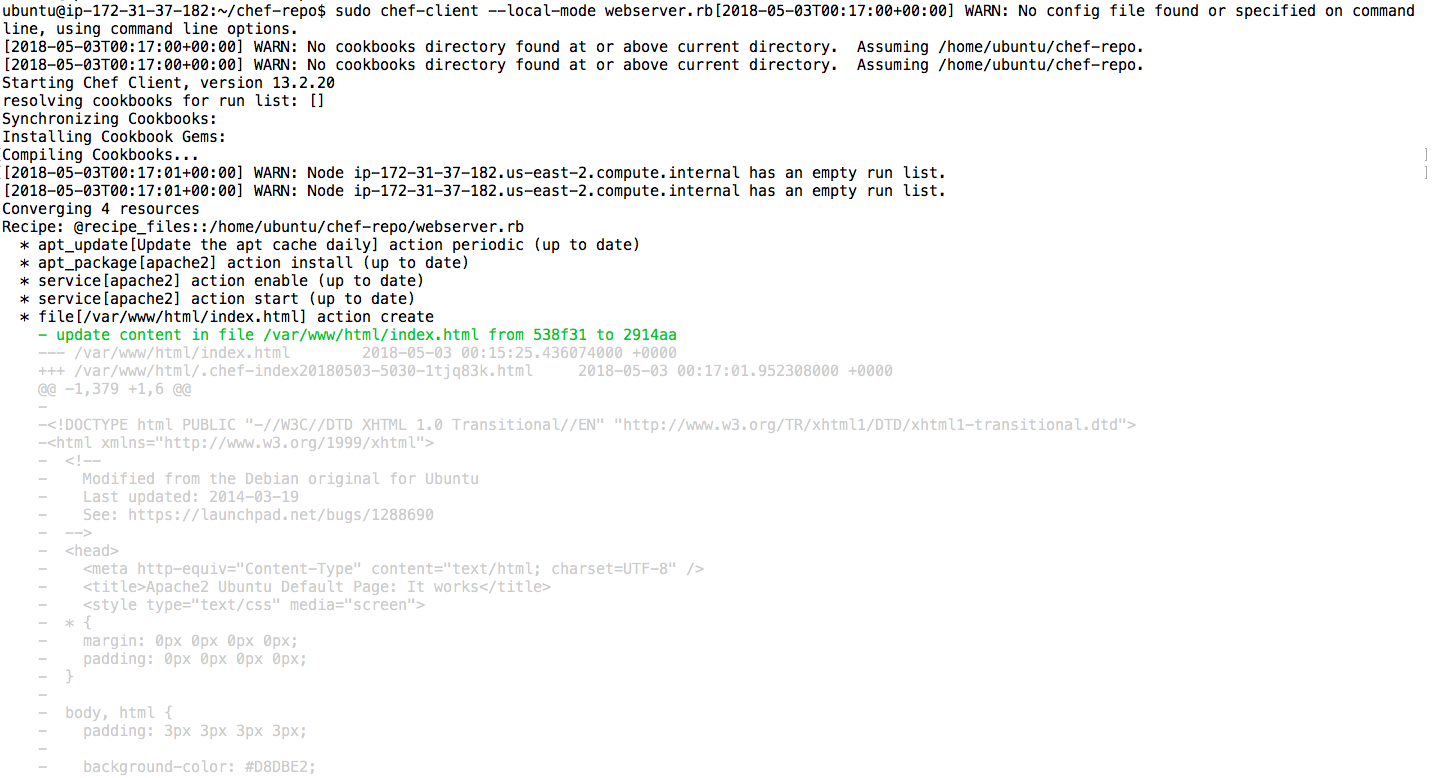 ubuntu@ip-172-31-37-182:~/chef-repo$ sudo chef-client --local-mode webserver.rb[2018-05-03T00:17:00+00:00] WARN: No config file found or specified on command
line, using command line options.
[2018-05-03T00:17:00+00:00] WARN: No cookbooks directory found at or above current directory.  Assuming /home/ubuntu/chef-repo.
[2018-05-03T00:17:00+00:00] WARN: No cookbooks directory found at or above current directory.  Assuming /home/ubuntu/chef-repo.
Starting Chef Client, version 13.2.20
resolving cookbooks for run list: []
Synchronizing Cookbooks:
Installing Cookbook Gems:
[Compiling Cookbooks... ]
[[2018-05-03T00:17:01+00:00] WARN: Node ip-172-31-37-182.us-east-2.compute.internal has an empty run list. ]
[2018-05-03T00:17:01+00:00] WARN: Node ip-172-31-37-182.us-east-2.compute.internal has an empty run list.
Converging 4 resources
Recipe: @recipe_files::/home/ubuntu/chef-repo/webserver.rb
  * apt_update[Update the apt cache daily] action periodic (up to date)
  * apt_package[apache2] action install (up to date)
  * service[apache2] action enable (up to date)
  * service[apache2] action start (up to date)
  * file[/var/www/html/index.html] action create
    - update content in file /var/www/html/index.html from 538f31 to 2914aa
    --- /var/www/html/index.html        2018-05-03 00:15:25.436074000 +0000
    +++ /var/www/html/.chef-index20180503-5030-1tjq83k.html     2018-05-03 00:17:01.952308000 +0000
    @@ -1,379 +1,6 @@
    -
    -<!DOCTYPE html PUBLIC "-//W3C//DTD XHTML 1.0 Transitional//EN" "http://www.w3.org/TR/xhtml1/DTD/xhtml1-transitional.dtd">
    -<html xmlns="http://www.w3.org/1999/xhtml">
    -  <!--
    -    Modified from the Debian original for Ubuntu
    -    Last updated: 2014-03-19
    -    See: https://launchpad.net/bugs/1288690
    -  -->
    -  <head>
    -    <meta http-equiv="Content-Type" content="text/html; charset=UTF-8" />
    -    <title>Apache2 Ubuntu Default Page: It works</title>
    -    <style type="text/css" media="screen">
    -  * {
    -    margin: 0px 0px 0px 0px;
    -    padding: 0px 0px 0px 0px;
    -  }
    -
    -  body, html {
    -    padding: 3px 3px 3px 3px;
    -
    -    background-color: #D8DBE2;